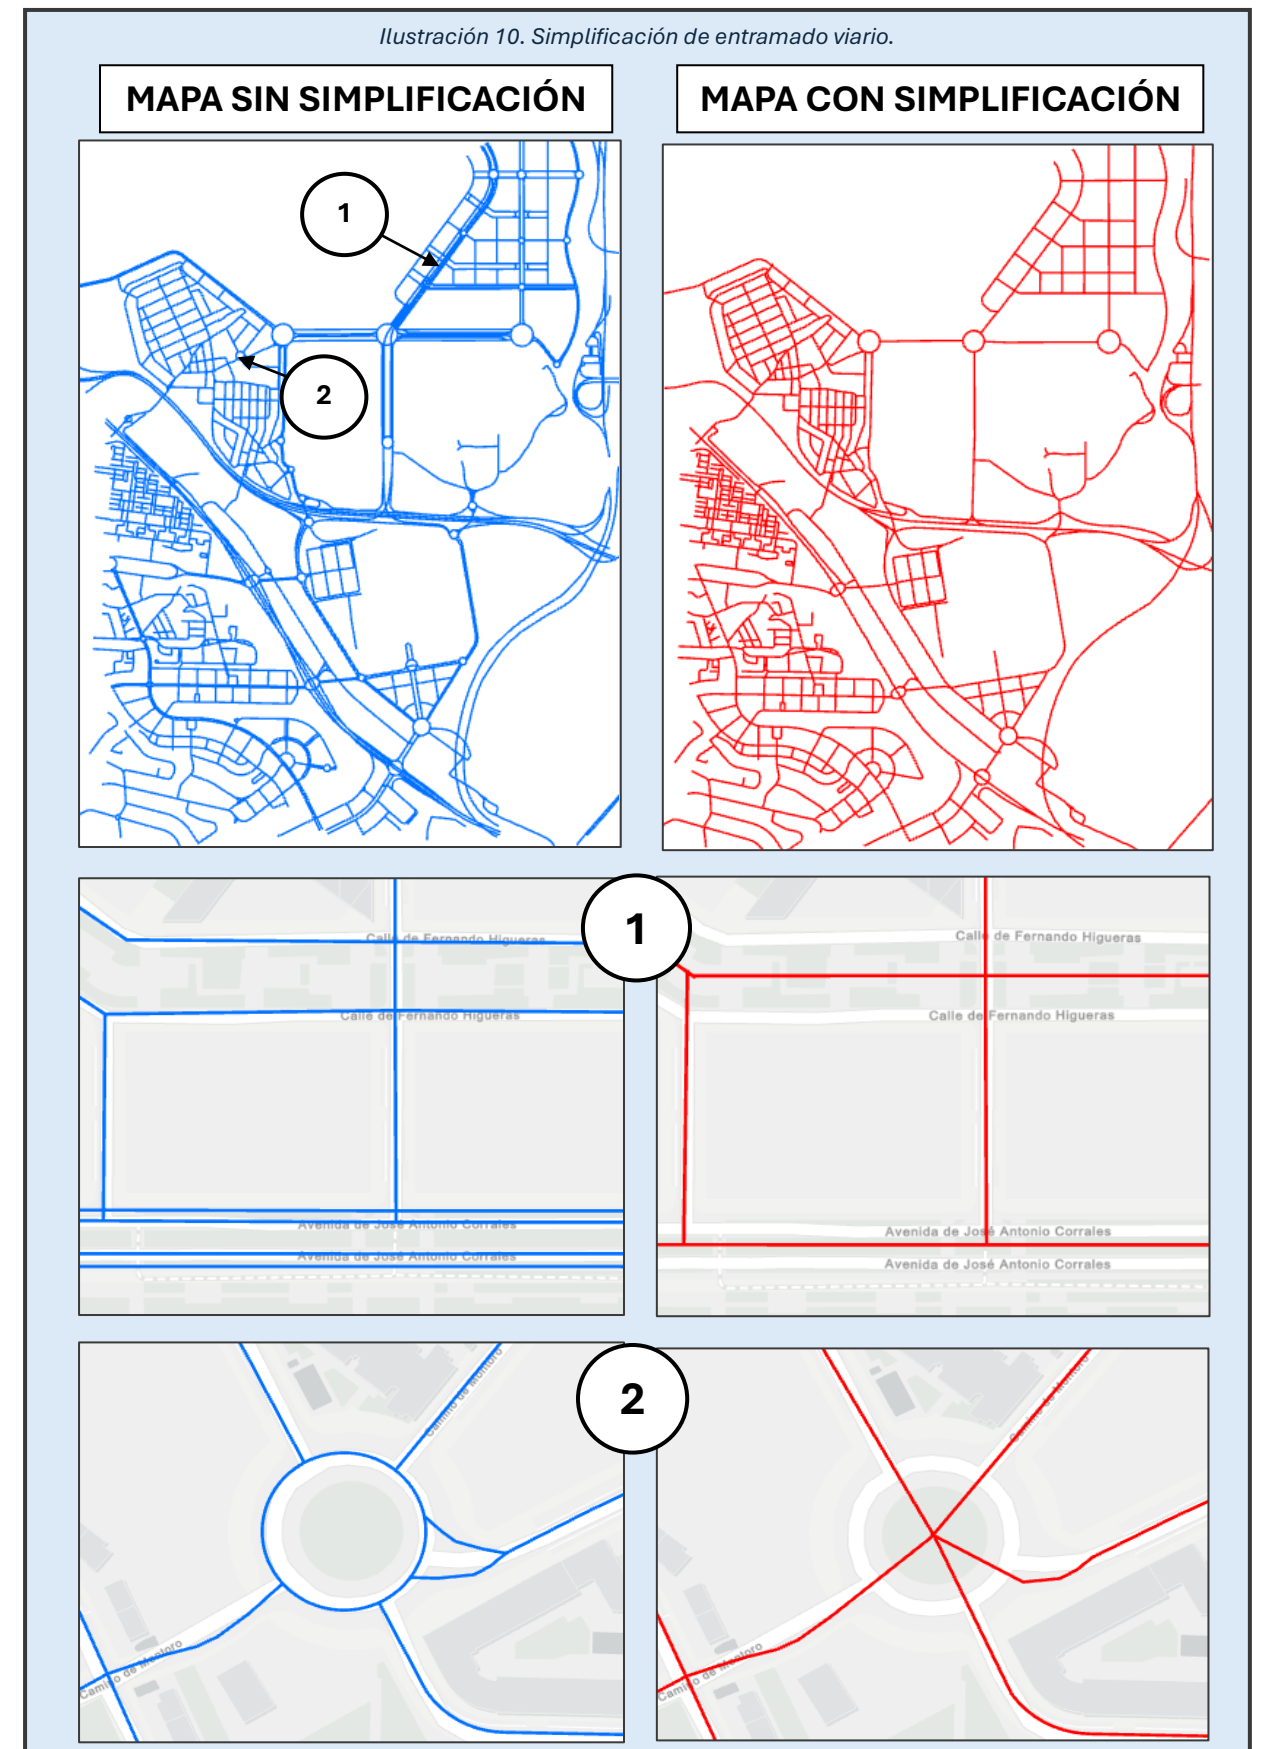 Ilustración 10. Simplificación de entramado viario.
MAPA SIN SIMPLIFICACIÓN
MAPA CON SIMPLIFICACIÓN
1
2
1
Calle de Fernando Higueras
Calle de Fernando Higueras
Avenida de José Antonio Corrales
Avenida de José Antonio Corrales
Calle de Fernando Higueras
Calle de Fernando Higueras
Avenida de José Antonio Corrales
Avenida de José Antonio Corrales
2
Camino de Montoro
Camino de Montoro
Camino de Montoro
Camino de Montoro